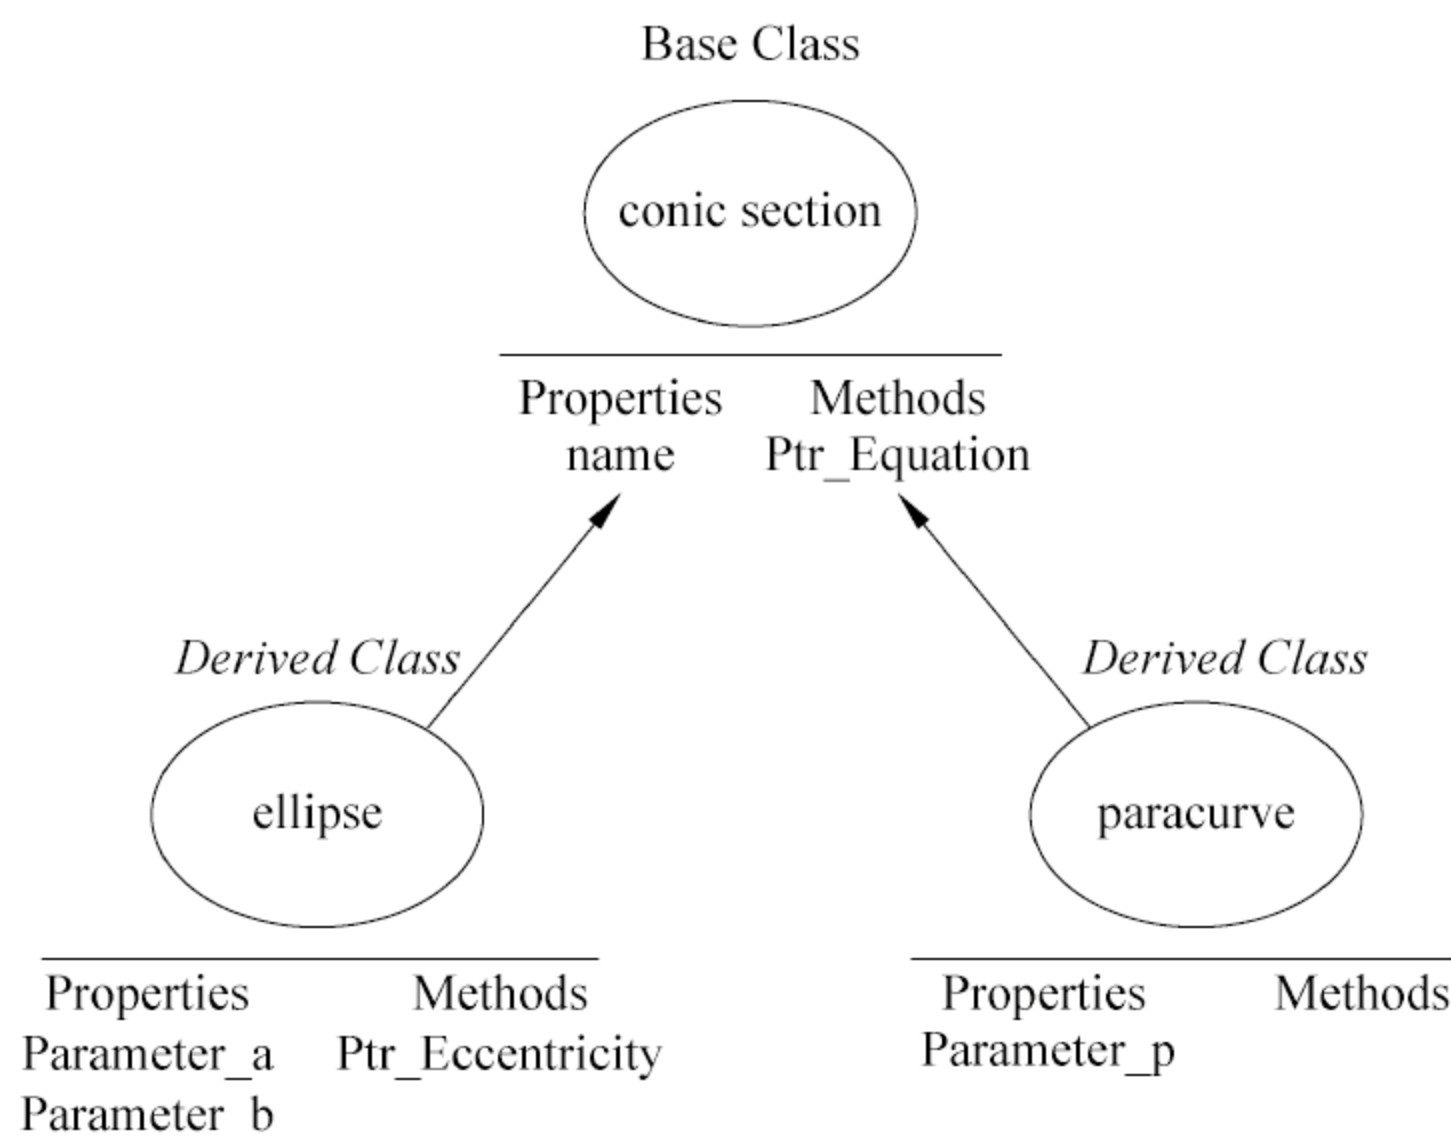 Base Class
conic section
Properties Methods
name Ptr_Equation
Derived Class
ellipse
Properties Methods
Parameter_a Ptr_Eccentricity
Parameter_b
Derived Class
paracurve
Properties Methods
Parameter_p